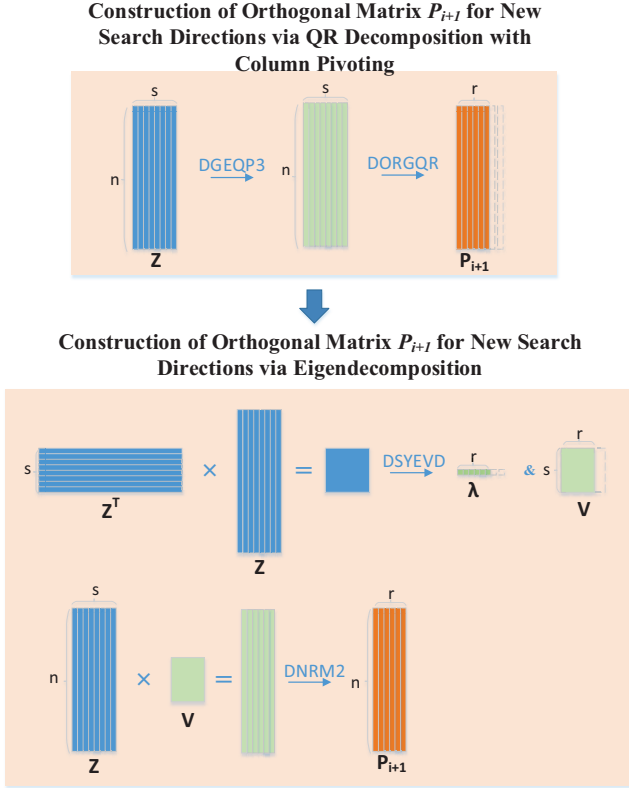 Construction of Orthogonal Matrix Pi+1 for New
Search Directions via QR Decomposition with
Column Pivoting
s
s
r
n
DGEQP3
n
DORGQR
Z
Pi+1
Construction of Orthogonal Matrix Pi+1 for New Search
Directions via Eigendecomposition
s
ZT
×
Z
=
DSYEVD
r
λ
&
r
s
V
s
n
Z
×
V
=
DNRM2
r
n
Pi+1